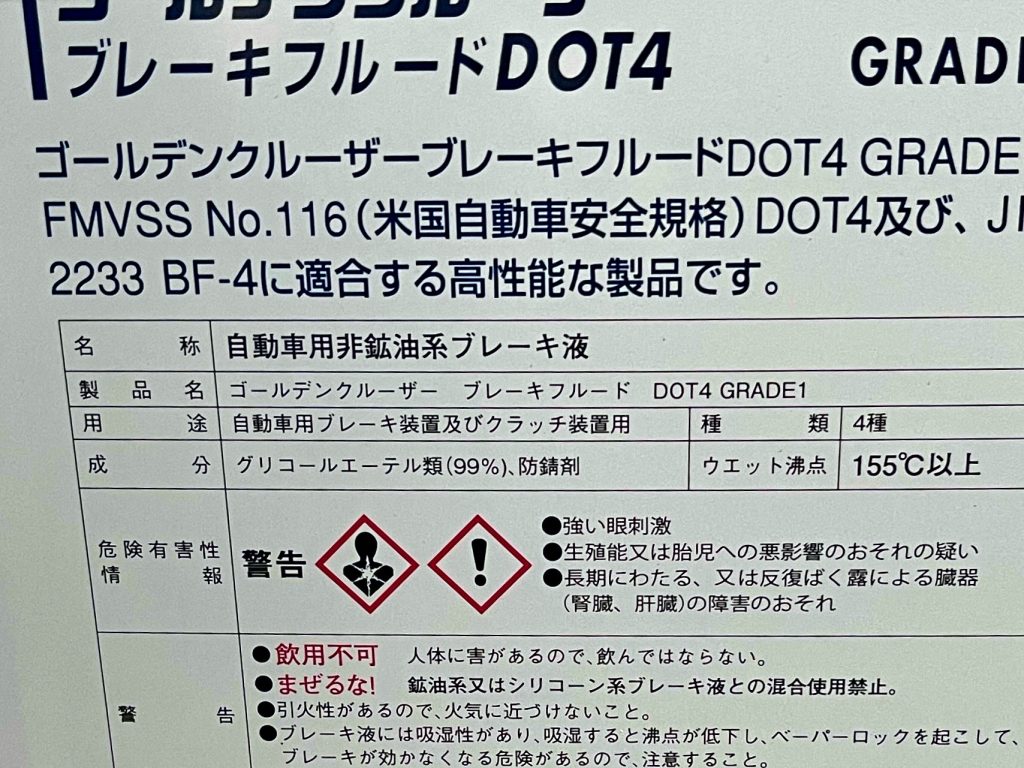 ブレーキフルードDOT4 GRADE
ゴールデンクルーザーブレーキフルードDOT4 GRADE
FMVSS No.116(米国自動車安全規格)DOT4及び、JI
2233 BF-4に適合する高性能な製品です。
名称 自動車用非鉱油系ブレーキ液
製品名 ゴールデンクルーザー ブレーキフルード DOT4 GRADE1
用途 自動車用ブレーキ装置及びクラッチ装置用 種類 4種
成分 グリコールエーテル類(99%)、防錆剤 ウエット沸点 155℃以上
危険有害性
情報
警告
●強い眼刺激
●生殖能又は胎児への悪影響のおそれの疑い
●長期にわたる、又は反復ばく露による臓器
(腎臓、肝臓)の障害のおそれ
警告
●飲用不可 人体に害があるので、飲んではならない。
●まぜるな! 鉱油系又はシリコーン系ブレーキ液との混合使用禁止。
●引火性があるので、火気に近づけないこと。
●ブレーキ液には吸湿性があり、吸湿すると沸点が低下し、ベーパーロックを起こして、
ブレーキが効かなくなる危険があるので、注意すること。